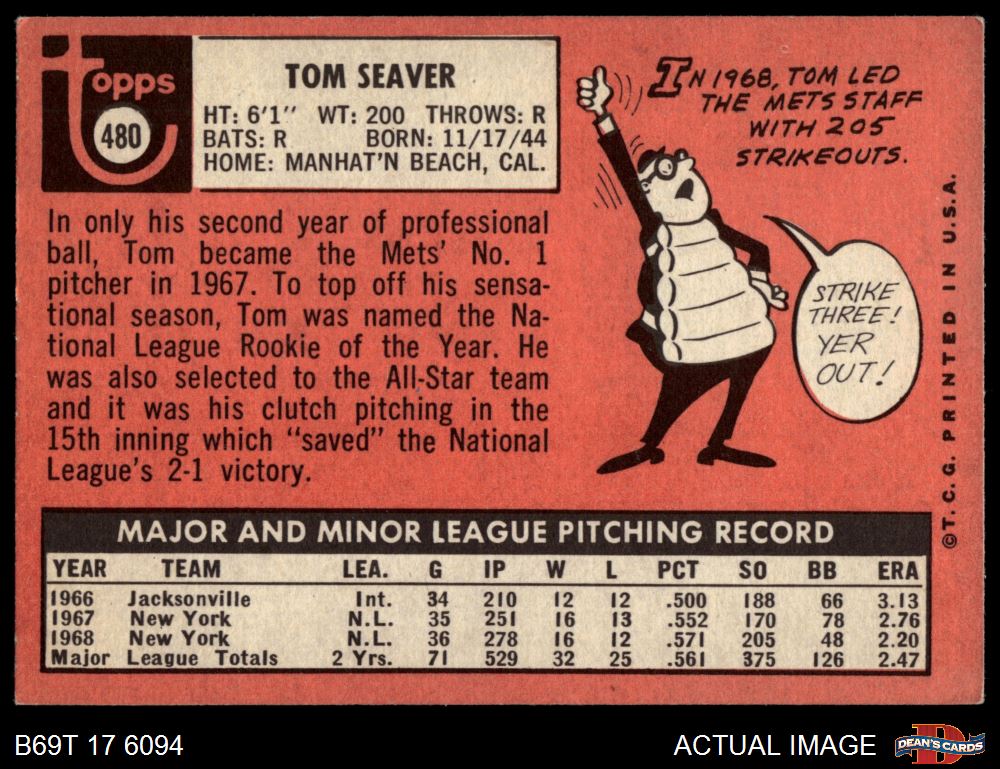 Topps
480
TOM SEAVER
HT: 6'1" WT: 200 THROWS: R
BATS: R BORN: 11/17/44
HOME: MANHAT'N BEACH, CAL.
IN 1968, TOM LED
THE METS STAFF
WITH 205
STRIKEOUTS.
STRIKE
THREE!
YER
OUT!
In only his second year of professional
ball, Tom became the Mets' No. 1
pitcher in 1967. To top off his sensa-
tional season, Tom was named the Na-
tional League Rookie of the Year. He
was also selected to the All-Star team
and it was his clutch pitching in the
15th inning which "saved" the National
League's 2-1 victory.
©T. C. G. PRINTED IN U.S.A.
MAJOR AND MINOR LEAGUE PITCHING RECORD
YEAR TEAM LEA. G IP W L PCT SO BB ERA
1966 Jacksonville Int. 34 210 12 12 .500 188 66 3.13
1967 New York N.L. 35 251 16 13 .552 170 78 2.76
1968 New York N.L. 36 278 16 12 .571 205 48 2.20
Major League Totals 2 Yrs. 71 529 32 25 .561 375 126 2.47
B69T 17 6094
ACTUAL IMAGE
D
DEAN'S CARDS